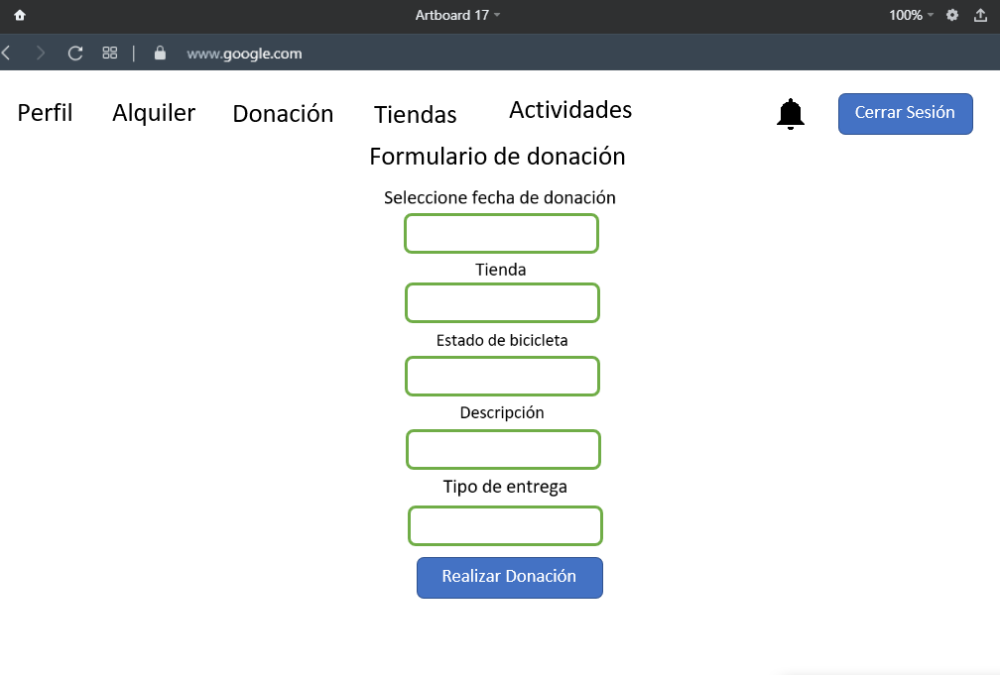 Artboard 17
100%
www.google.com
Perfil Alquiler Donación Tiendas Actividades Cerrar Sesión
Formulario de donación
Seleccione fecha de donación
Tienda
Estado de bicicleta
Descripción
Tipo de entrega
Realizar Donación